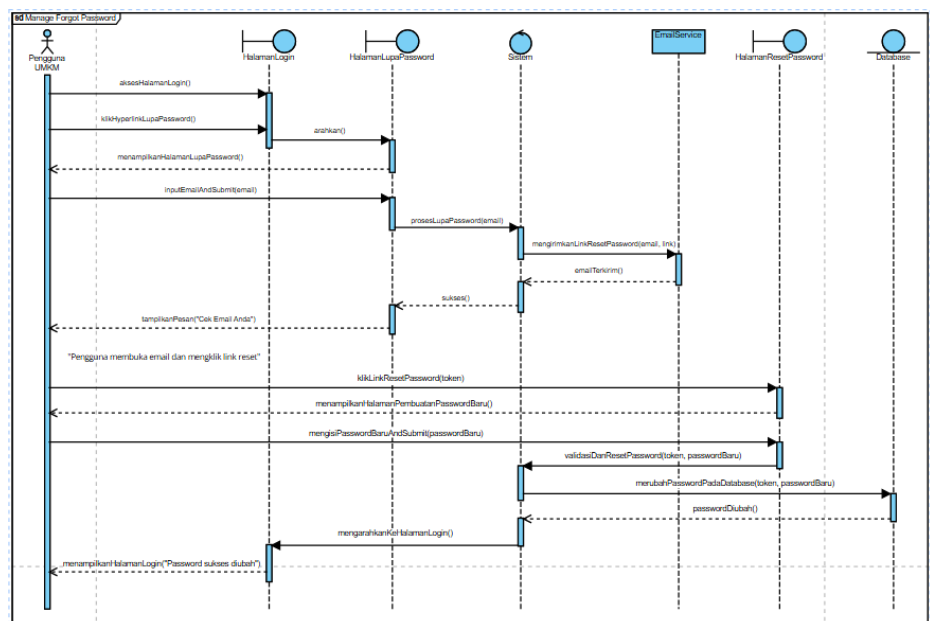 sd Manage Forgot Password
Pengguna
UMKM
HalamanLogin
HalamanLupaPassword
Sistem
EmailService
HalamanResetPassword
Database
aksesHalamanLogin()
klikHyperlinkLupaPassword()
arahkan()
menampilkanHalamanLupaPassword()
inputEmailAndSubmit(email)
prosesLupaPassword(email)
mengirimkanLinkResetPassword(email, link)
emailTerkirim()
sukses()
tampilkanPesan("Cek Email Anda")
"Pengguna membuka email dan mengklik link reset"
klikLinkResetPassword(token)
menampilkanHalamanPembuatanPasswordBaru()
mengisiPasswordBaruAndSubmit(passwordBaru)
validasiDanResetPassword(token, passwordBaru)
merubahPasswordPadaDatabase(token, passwordBaru)
passwordDiubah()
mengarahkanKeHalamanLogin()
menampilkanHalamanLogin("Password sukses diubah")